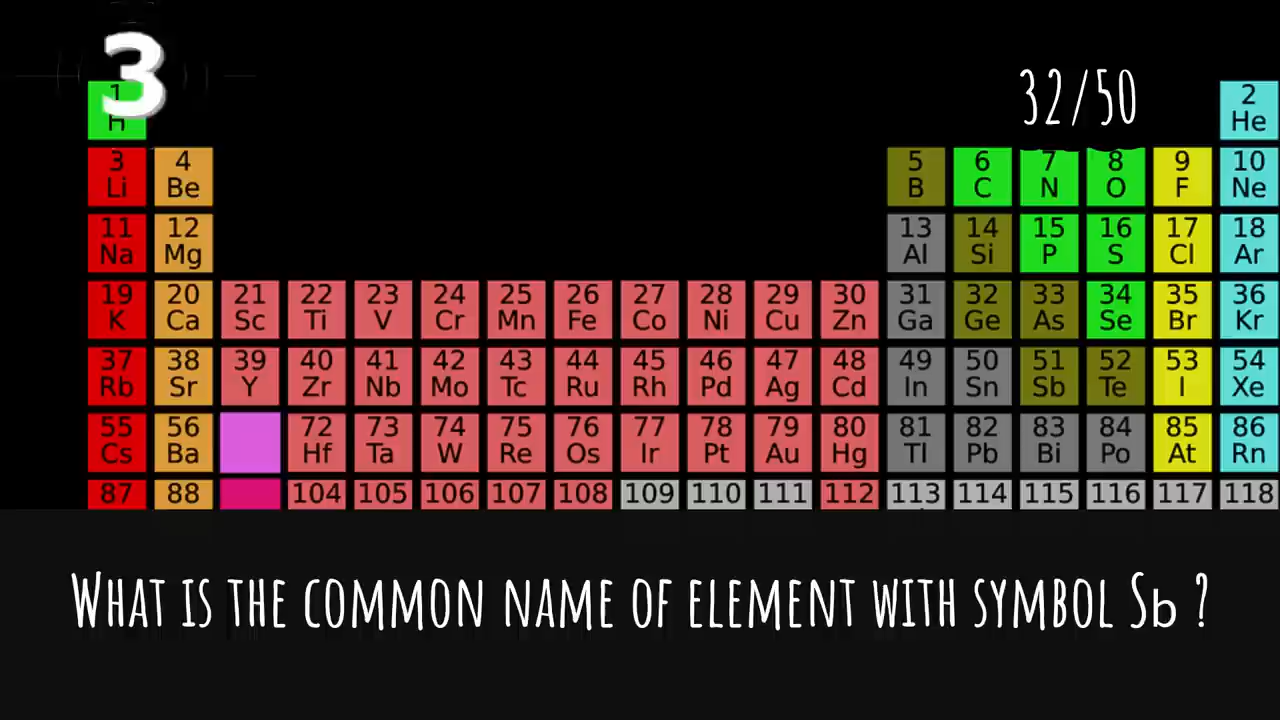 3
32/50
1 2
H He
3 4 5 6 7 8 9 10
Li Be B C N O F Ne
11 12 13 14 15 16 17 18
Na Mg Al Si P S Cl Ar
19 20 21 22 23 24 25 26 27 28 29 30 31 32 33 34 35 36
K Ca Sc Ti V Cr Mn Fe Co Ni Cu Zn Ga Ge As Se Br Kr
37 38 39 40 41 42 43 44 45 46 47 48 49 50 51 52 53 54
Rb Sr Y Zr Nb Mo Tc Ru Rh Pd Ag Cd In Sn Sb Te I Xe
55 56 72 73 74 75 76 77 78 79 80 81 82 83 84 85 86
Cs Ba Hf Ta W Re Os Ir Pt Au Hg Tl Pb Bi Po At Rn
87 88 104 105 106 107 108 109 110 111 112 113 114 115 116 117 118
What is the common name of element with symbol Sb ?